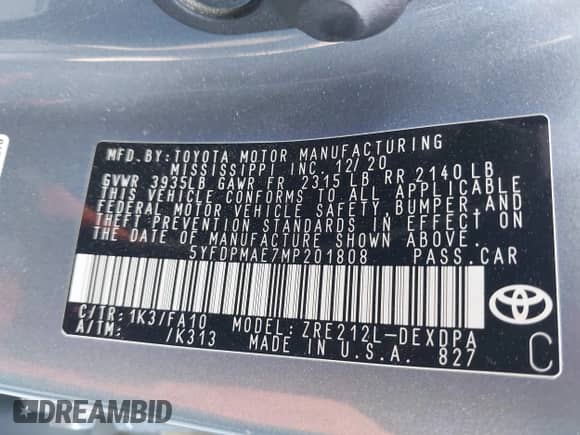 MFD.BY:TOYOTA MOTOR MANUFACTURING
MISSISSIPPI INC. 12/20
GVWR 3935LB GAWR FR 2315LB RR 2140LB
THIS VEHICLE CONFORMS TO ALL APPLICABLE
FEDERAL MOTOR VEHICLE SAFETY,BUMPER,AND
THEFT PREVENTION STANDARDS IN EFFECT ON
THE DATE OF MANUFACTURE SHOWN ABOVE.
5YFDPMAE7MP201808 PASS.CAR
C/TR:1K3/FA10 MODEL:ZRE212L-DEXDPA
A/TM: /K313 MADE IN U.S.A. 827
C
DREAMBID